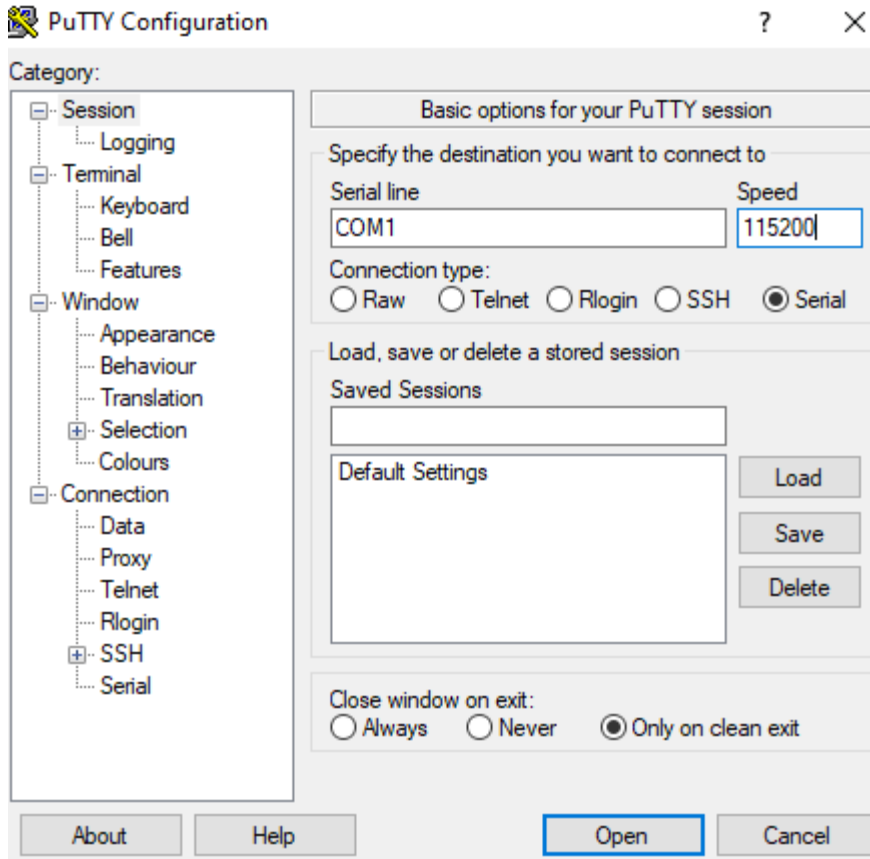 PuTTY Configuration
?
Category:
Session
Logging
Terminal
Keyboard
Bell
Features
Window
Appearance
Behaviour
Translation
Selection
Colours
Connection
Data
Proxy
Telnet
Rlogin
SSH
Serial
Basic options for your PuTTY session
Specify the destination you want to connect to
Serial line Speed
COM1 115200
Connection type:
Raw Telnet Rlogin SSH Serial
Load, save or delete a stored session
Saved Sessions
Default Settings
Load
Save
Delete
Close window on exit:
Always Never Only on clean exit
About Help Open Cancel